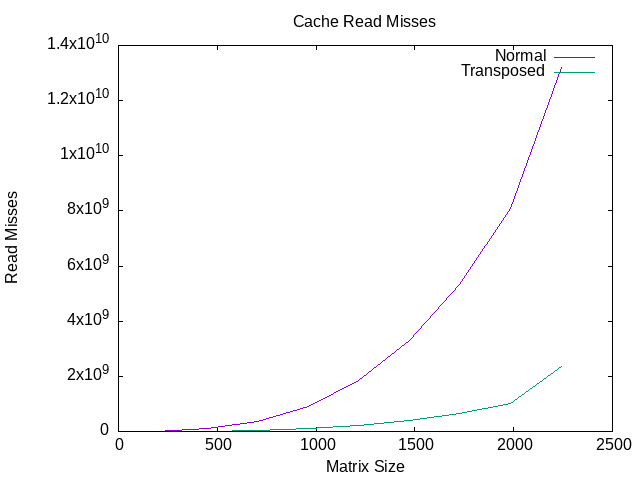 Cache Read Misses
1.4x10^10
1.2x10^10
1x10^10
8x10^9
6x10^9
4x10^9
2x10^9
0
Read Misses
Normal
Transposed
0 500 1000 1500 2000 2500
Matrix Size